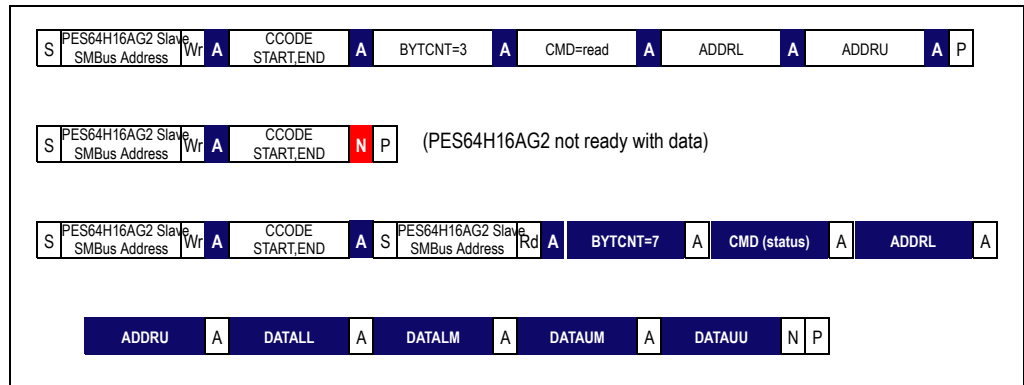 S PES64H16AG2 Slave SMBus Address Wr A CCODE START,END A BYTCNT=3 A CMD=read A ADDRL A ADDRU A P
S PES64H16AG2 Slave SMBus Address Wr A CCODE START,END N P (PES64H16AG2 not ready with data)
S PES64H16AG2 Slave SMBus Address Wr A CCODE START,END A S PES64H16AG2 Slave SMBus Address Rd A BYTCNT=7 A CMD (status) A ADDRL A
ADDRU A DATALL A DATALM A DATAUM A DATAUU N P